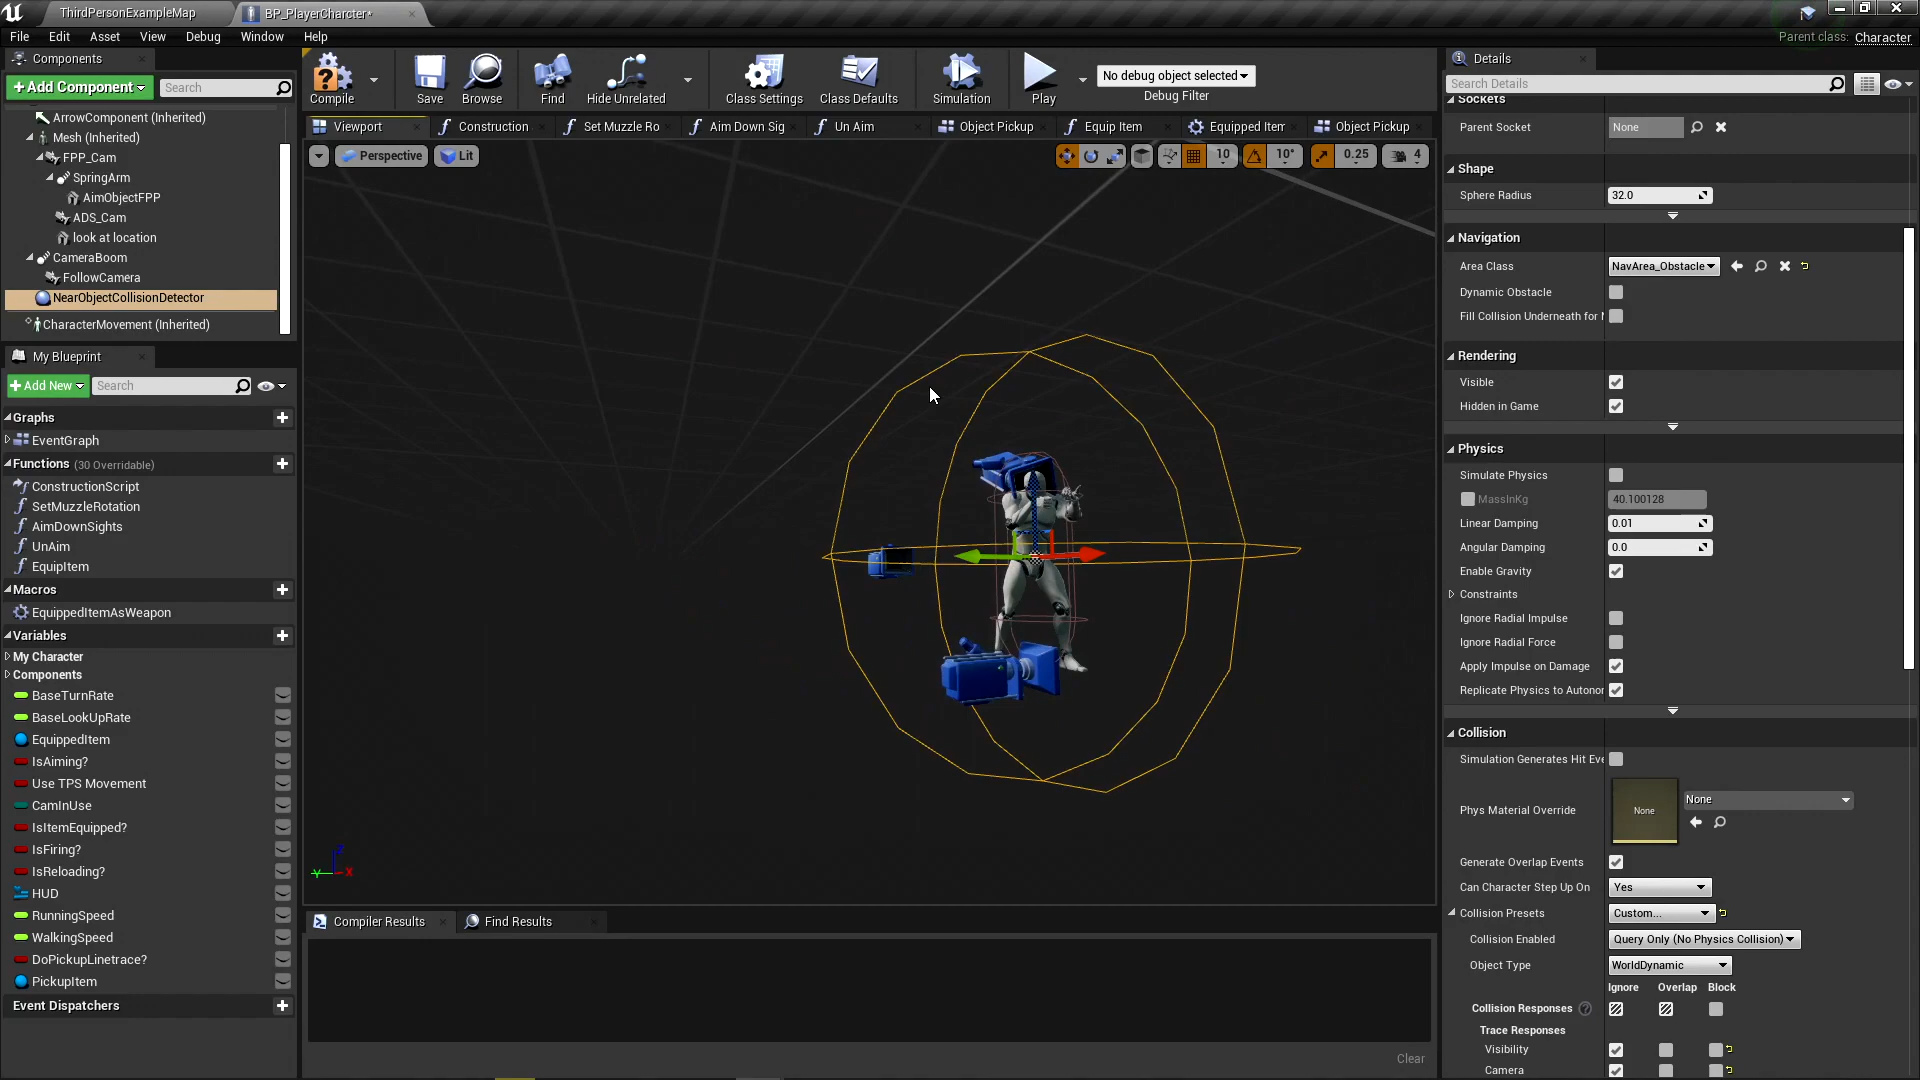 ThirdPersonExampleMap
BP_PlayerCharcter*
File Edit Asset View Debug Window Help
Parent class: Character
Components
+ Add Component
Search
ArrowComponent (Inherited)
Mesh (Inherited)
FPP_Cam
SpringArm
AimObjectFPP
ADS_Cam
look at location
CameraBoom
FollowCamera
NearObjectCollisionDetector
CharacterMovement (Inherited)
My Blueprint
+ Add New
Search
Graphs
EventGraph
Functions (30 Overridable)
ConstructionScript
SetMuzzleRotation
AimDownSights
UnAim
EquipItem
Macros
EquippedItemAsWeapon
Variables
My Character
Components
BaseTurnRate
BaseLookUpRate
EquippedItem
IsAiming?
Use TPS Movement
CamInUse
IsItemEquipped?
IsFiring?
IsReloading?
HUD
RunningSpeed
WalkingSpeed
DoPickupLinetrace?
PickupItem
Event Dispatchers
Compile
Save
Browse
Find
Hide Unrelated
Class Settings
Class Defaults
Simulation
Play
No debug object selected
Debug Filter
Viewport
Construction
Set Muzzle Ro
Aim Down Sig
Un Aim
Object Pickup
Equip Item
Equipped Iterr
Object Pickup
Perspective
Lit
10
10°
0.25
4
Z
Y
X
Compiler Results
Find Results
Clear
Details
Search Details
Sockets
Parent Socket None
Shape
Sphere Radius 32.0
Navigation
Area Class NavArea_Obstacle
Dynamic Obstacle
Fill Collision Underneath for
Rendering
Visible
Hidden in Game
Physics
Simulate Physics
MassInKg 40.100128
Linear Damping 0.01
Angular Damping 0.0
Enable Gravity
Constraints
Ignore Radial Impulse
Ignore Radial Force
Apply Impulse on Damage
Replicate Physics to Autonor
Collision
Simulation Generates Hit Eve
Phys Material Override None None
Generate Overlap Events
Can Character Step Up On Yes
Collision Presets Custom...
Collision Enabled Query Only (No Physics Collision)
Object Type WorldDynamic
Ignore Overlap Block
Collision Responses ?
Trace Responses
Visibility
Camera